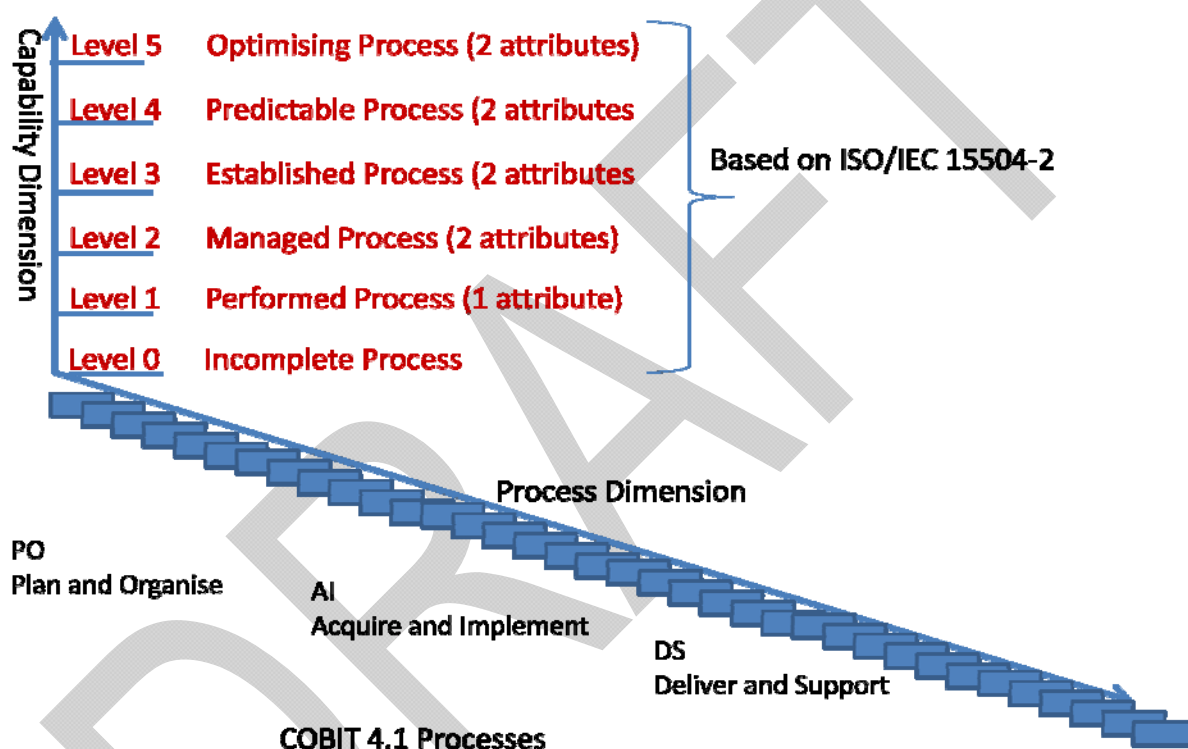 Capability Dimension
Level 5 Optimising Process (2 attributes)
Level 4 Predictable Process (2 attributes
Level 3 Established Process (2 attributes
Level 2 Managed Process (2 attributes)
Level 1 Performed Process (1 attribute)
Level 0 Incomplete Process
Based on ISO/IEC 15504-2
Process Dimension
PO
Plan and Organise
AI
Acquire and Implement
DS
Deliver and Support
COBIT 4.1 Processes
DRAFT